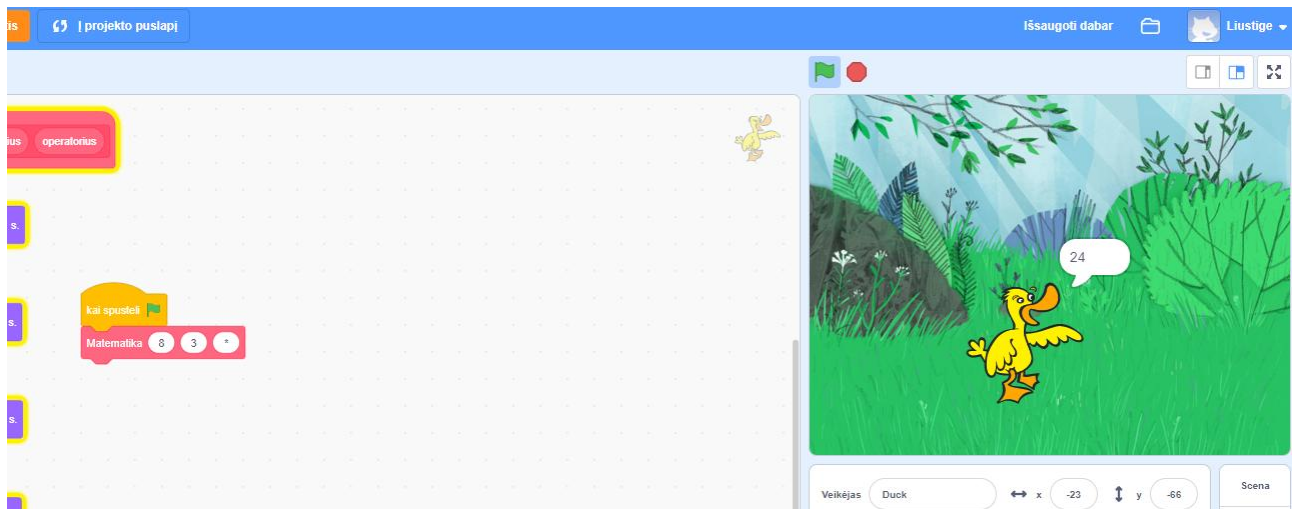 Į projekto puslapį
Išsaugoti dabar
Liustige
operatorius
s.
24
kai spusteli
s.
Matematika 8 3 *
s.
Veikėjas Duck x -23 y -66
Scena